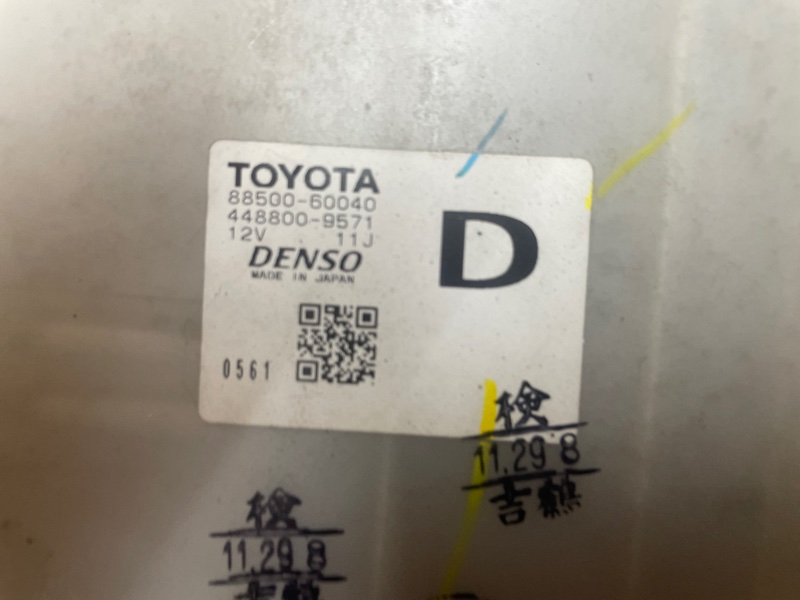 TOYOTA
88500-60040
448800-9571
12V 11J
DENSO
MADE IN JAPAN
D
0561
検
11.29 8
吉鶴
検
11.29 8